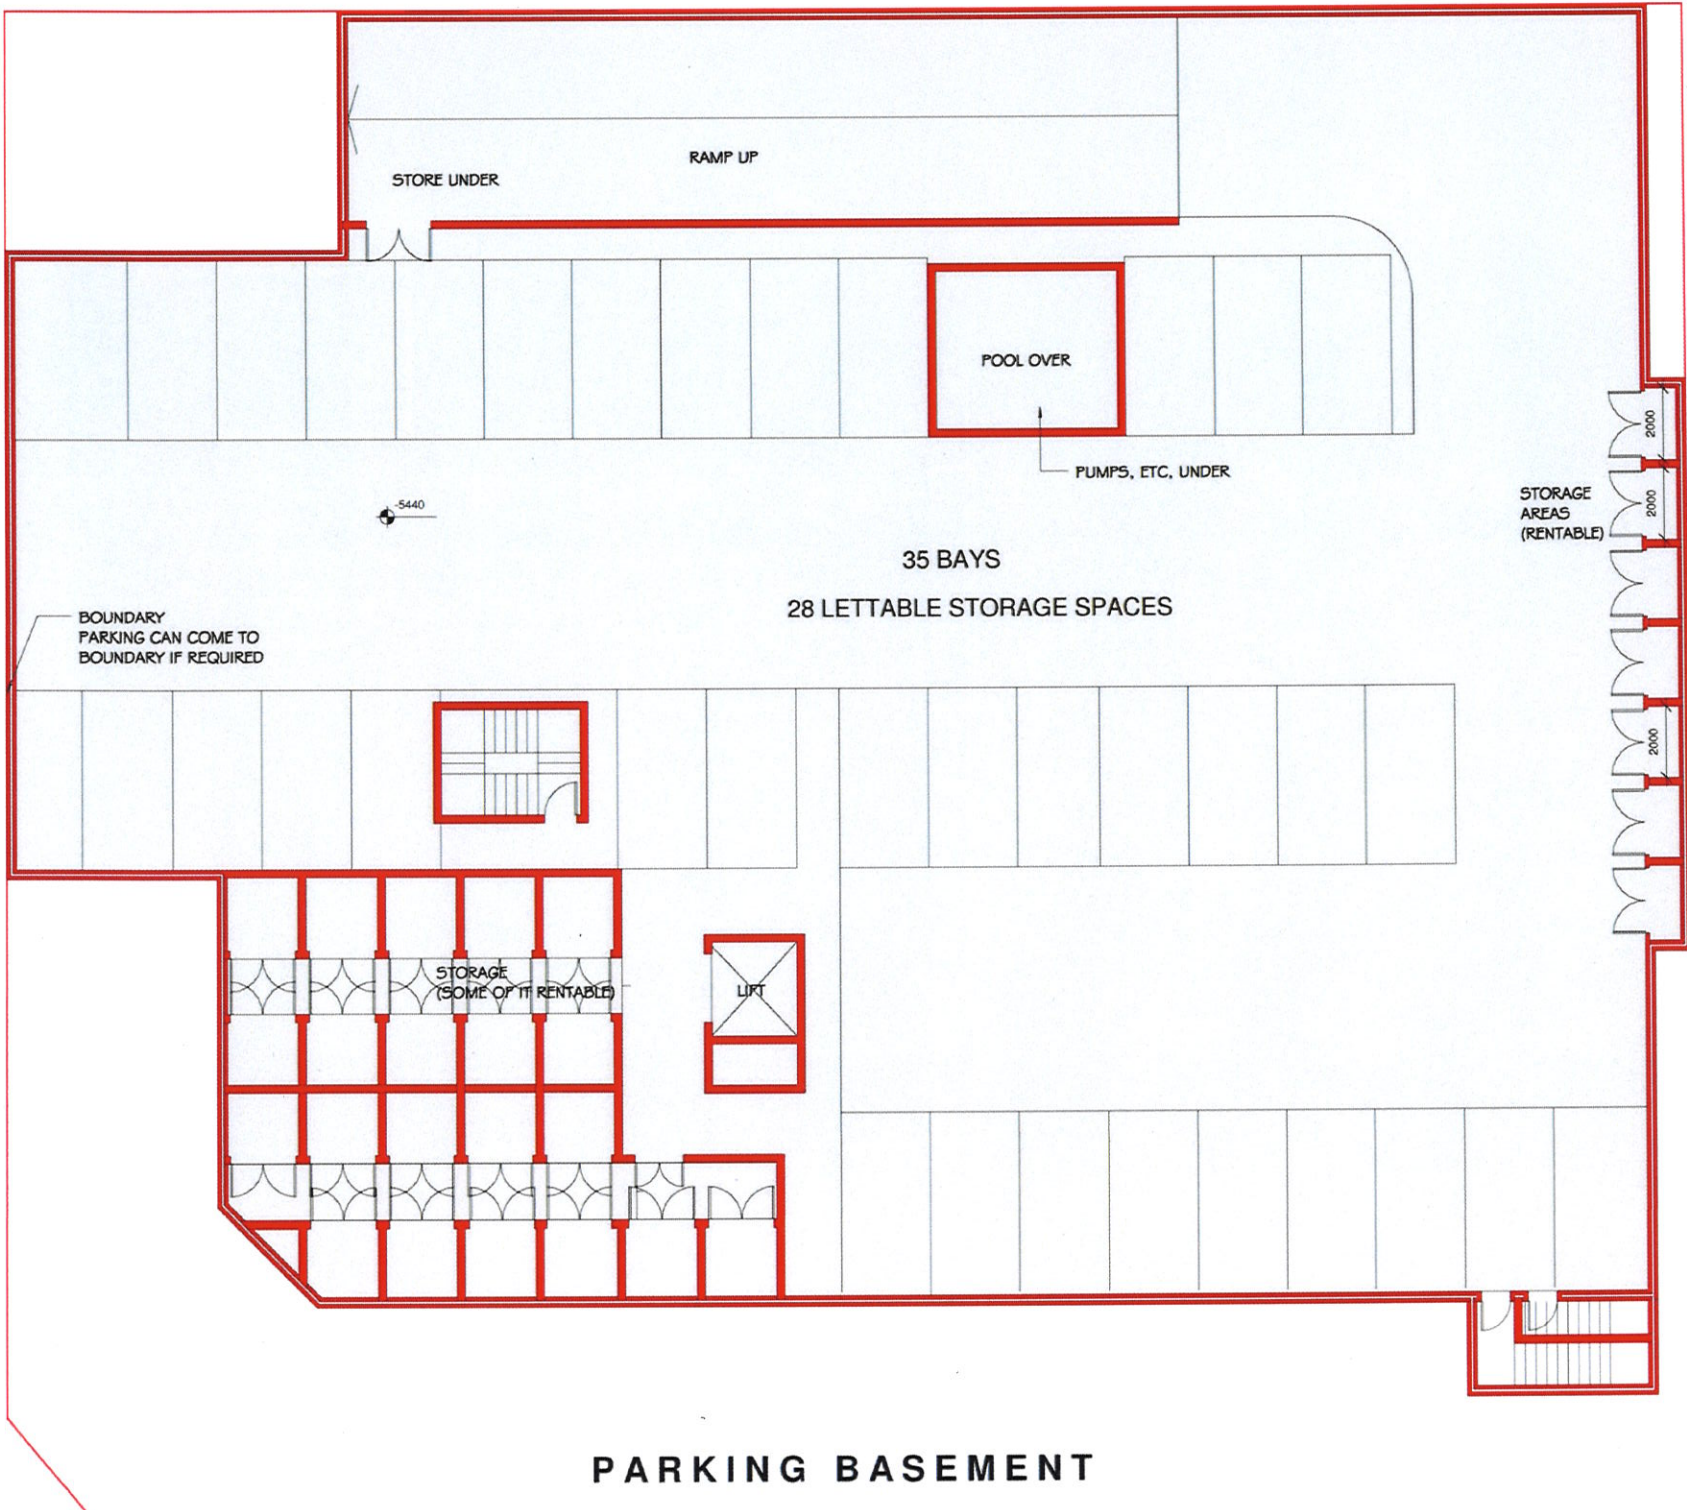 RAMP UP
STORE UNDER
POOL OVER
PUMPS, ETC, UNDER
2000
2000
STORAGE
AREAS
(RENTABLE)
-5440
35 BAYS
28 LETTABLE STORAGE SPACES
BOUNDARY
PARKING CAN COME TO
BOUNDARY IF REQUIRED
2000
STORAGE
(SOME OF IT RENTABLE)
LIFT
PARKING BASEMENT